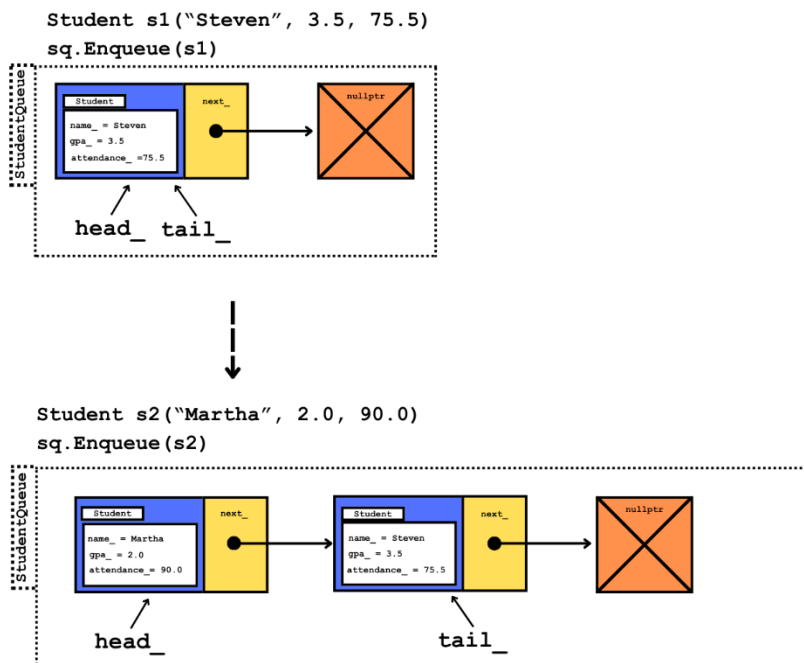 Student s1(“Steven”, 3.5, 75.5)
sq.Enqueue(s1)
StudentQueue
Student
name_ = Steven
gpa_ = 3.5
attendance_ =75.5
next_
nullptr
head_ tail_
Student s2(“Martha”, 2.0, 90.0)
sq.Enqueue(s2)
StudentQueue
Student
name_ = Martha
gpa_ = 2.0
attendance_= 90.0
next_
Student
name_ = Steven
gpa_ = 3.5
attendance_ = 75.5
next_
nullptr
head_
tail_